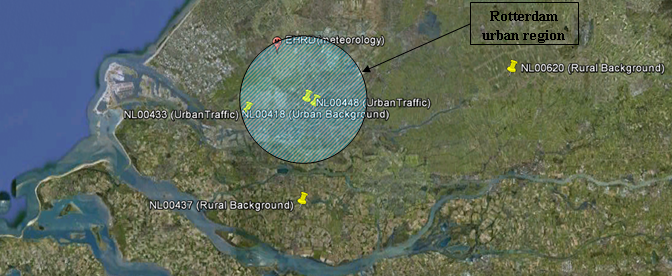 Rotterdam
urban region
EHRD (meteorology)
NL00620 (Rural Background)
NL00448 (UrbanTraffic)
NL00433 (UrbanTraffic)
NL00418 (Urban Background)
NL00437 (Rural Background)